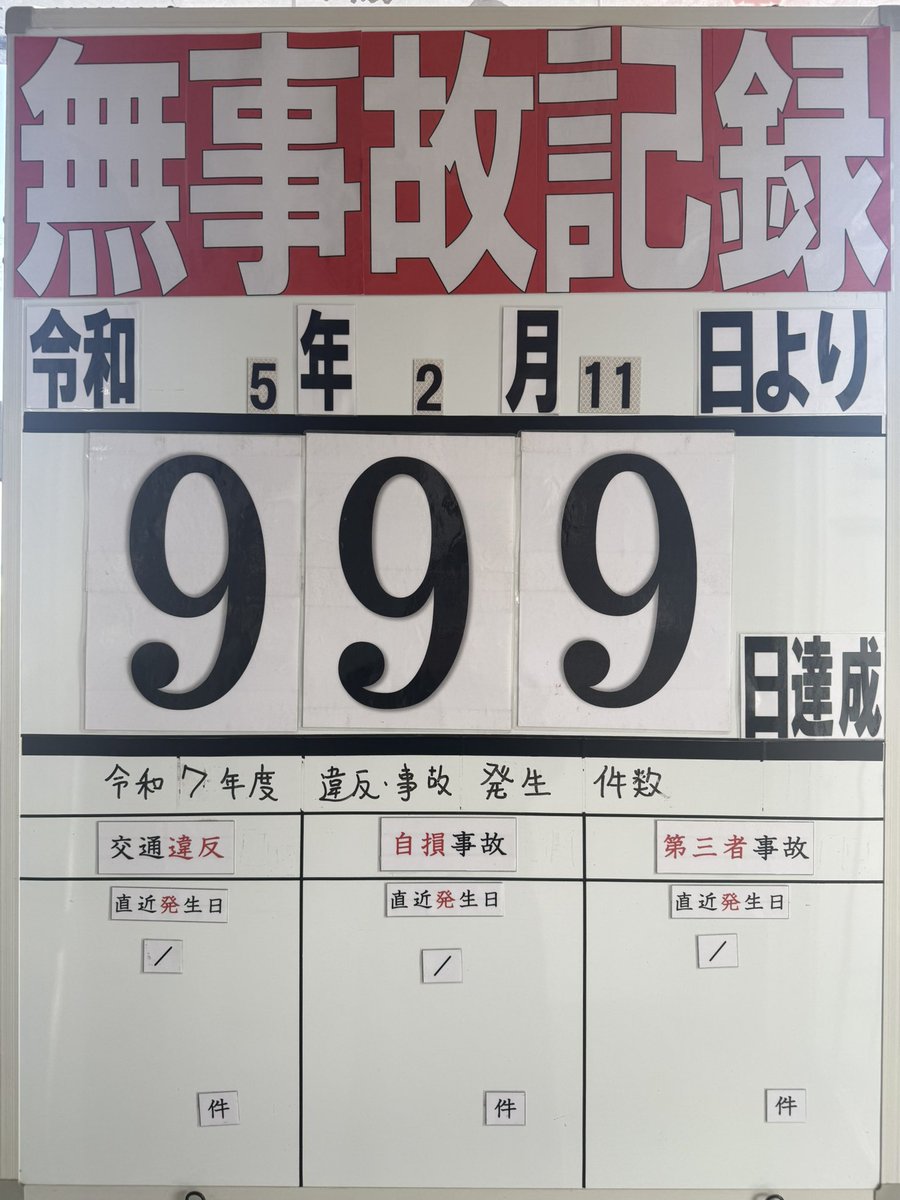 無事故記録
令和 5 年 2 月 11 日より
999 日達成
令和7年度 違反・事故 発生 件数
交通違反 自損事故 第三者事故
直近発生日 直近発生日 直近発生日
/ / /
件 件 件